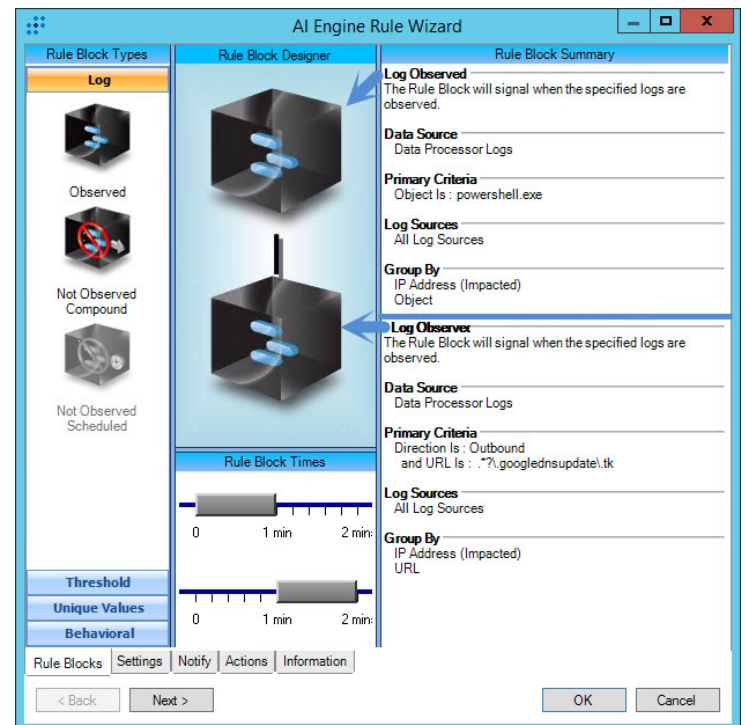 AI Engine Rule Wizard
Rule Block Types
Log
Observed
Not Observed
Compound
Not Observed
Scheduled
Threshold
Unique Values
Behavioral
Rule Block Designer
Rule Block Times
0 1 min 2 min:
0 1 min 2 min:
Rule Block Summary
Log Observed
The Rule Block will signal when the specified logs are
observed.
Data Source
Data Processor Logs
Primary Criteria
Object Is : powershell.exe
Log Sources
All Log Sources
Group By
IP Address (Impacted)
Object
Log Observex
The Rule Block will signal when the specified logs are
observed.
Data Source
Data Processor Logs
Primary Criteria
Direction Is : Outbound
and URL Is : .*?\.googlednsupdate\.tk
Log Sources
All Log Sources
Group By
IP Address (Impacted)
URL
Rule Blocks Settings Notify Actions Information
< Back Next > OK Cancel